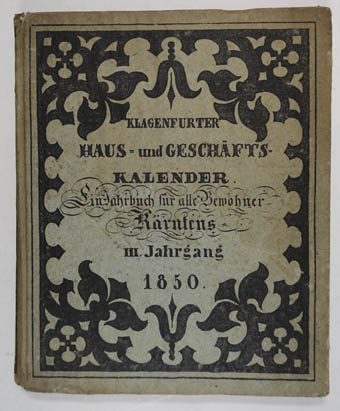 KLAGENFURTER
HAUS- und GESCHÄFTS-
KALENDER.
Ein Jahrbuch für alle Bewohner
Kärntens
III. Jahrgang
1850.